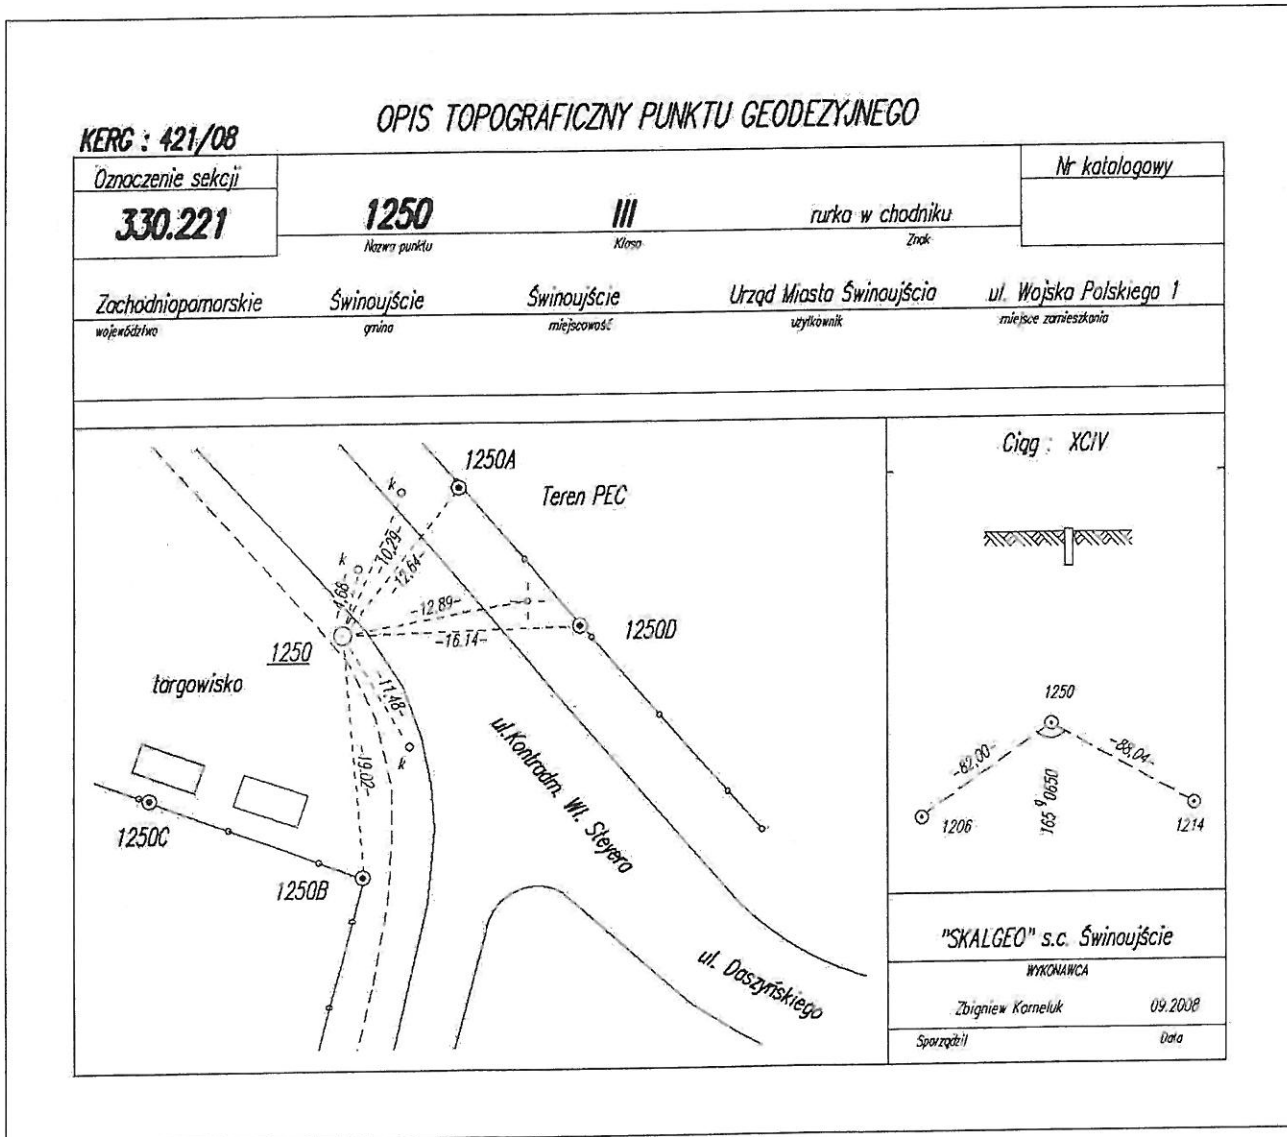 OPIS TOPOGRAFICZNY PUNKTU GEODEZYJNEGO
KERG : 421/08
Oznaczenie sekcji
330.221
1250
Nazwa punktu
III
Klasa
rurka w chodniku
Znak
Nr katalogowy
Zachodniopomorskie
województwo
Świnoujście
gmina
Świnoujście
miejscowość
Urząd Miasta Świnoujścia
użytkownik
ul. Wojska Polskiego 1
miejsce zamieszkania
1250A
Teren PEC
k
-10,29-
-12,64-
k
-4,68-
-12,89-
-16,14-
1250D
1250
targowisko
-11,48-
k
-19,02-
1250C
1250B
ul.Kontradm. Wł. Steyera
ul. Daszyńskiego
Ciąg : XCIV
1250
-82,00-
-88,04-
165g0650
1206
1214
"SKALGEO" s.c. Świnoujście
WYKONAWCA
Zbigniew Korneluk
09.2008
Sporządził
Data